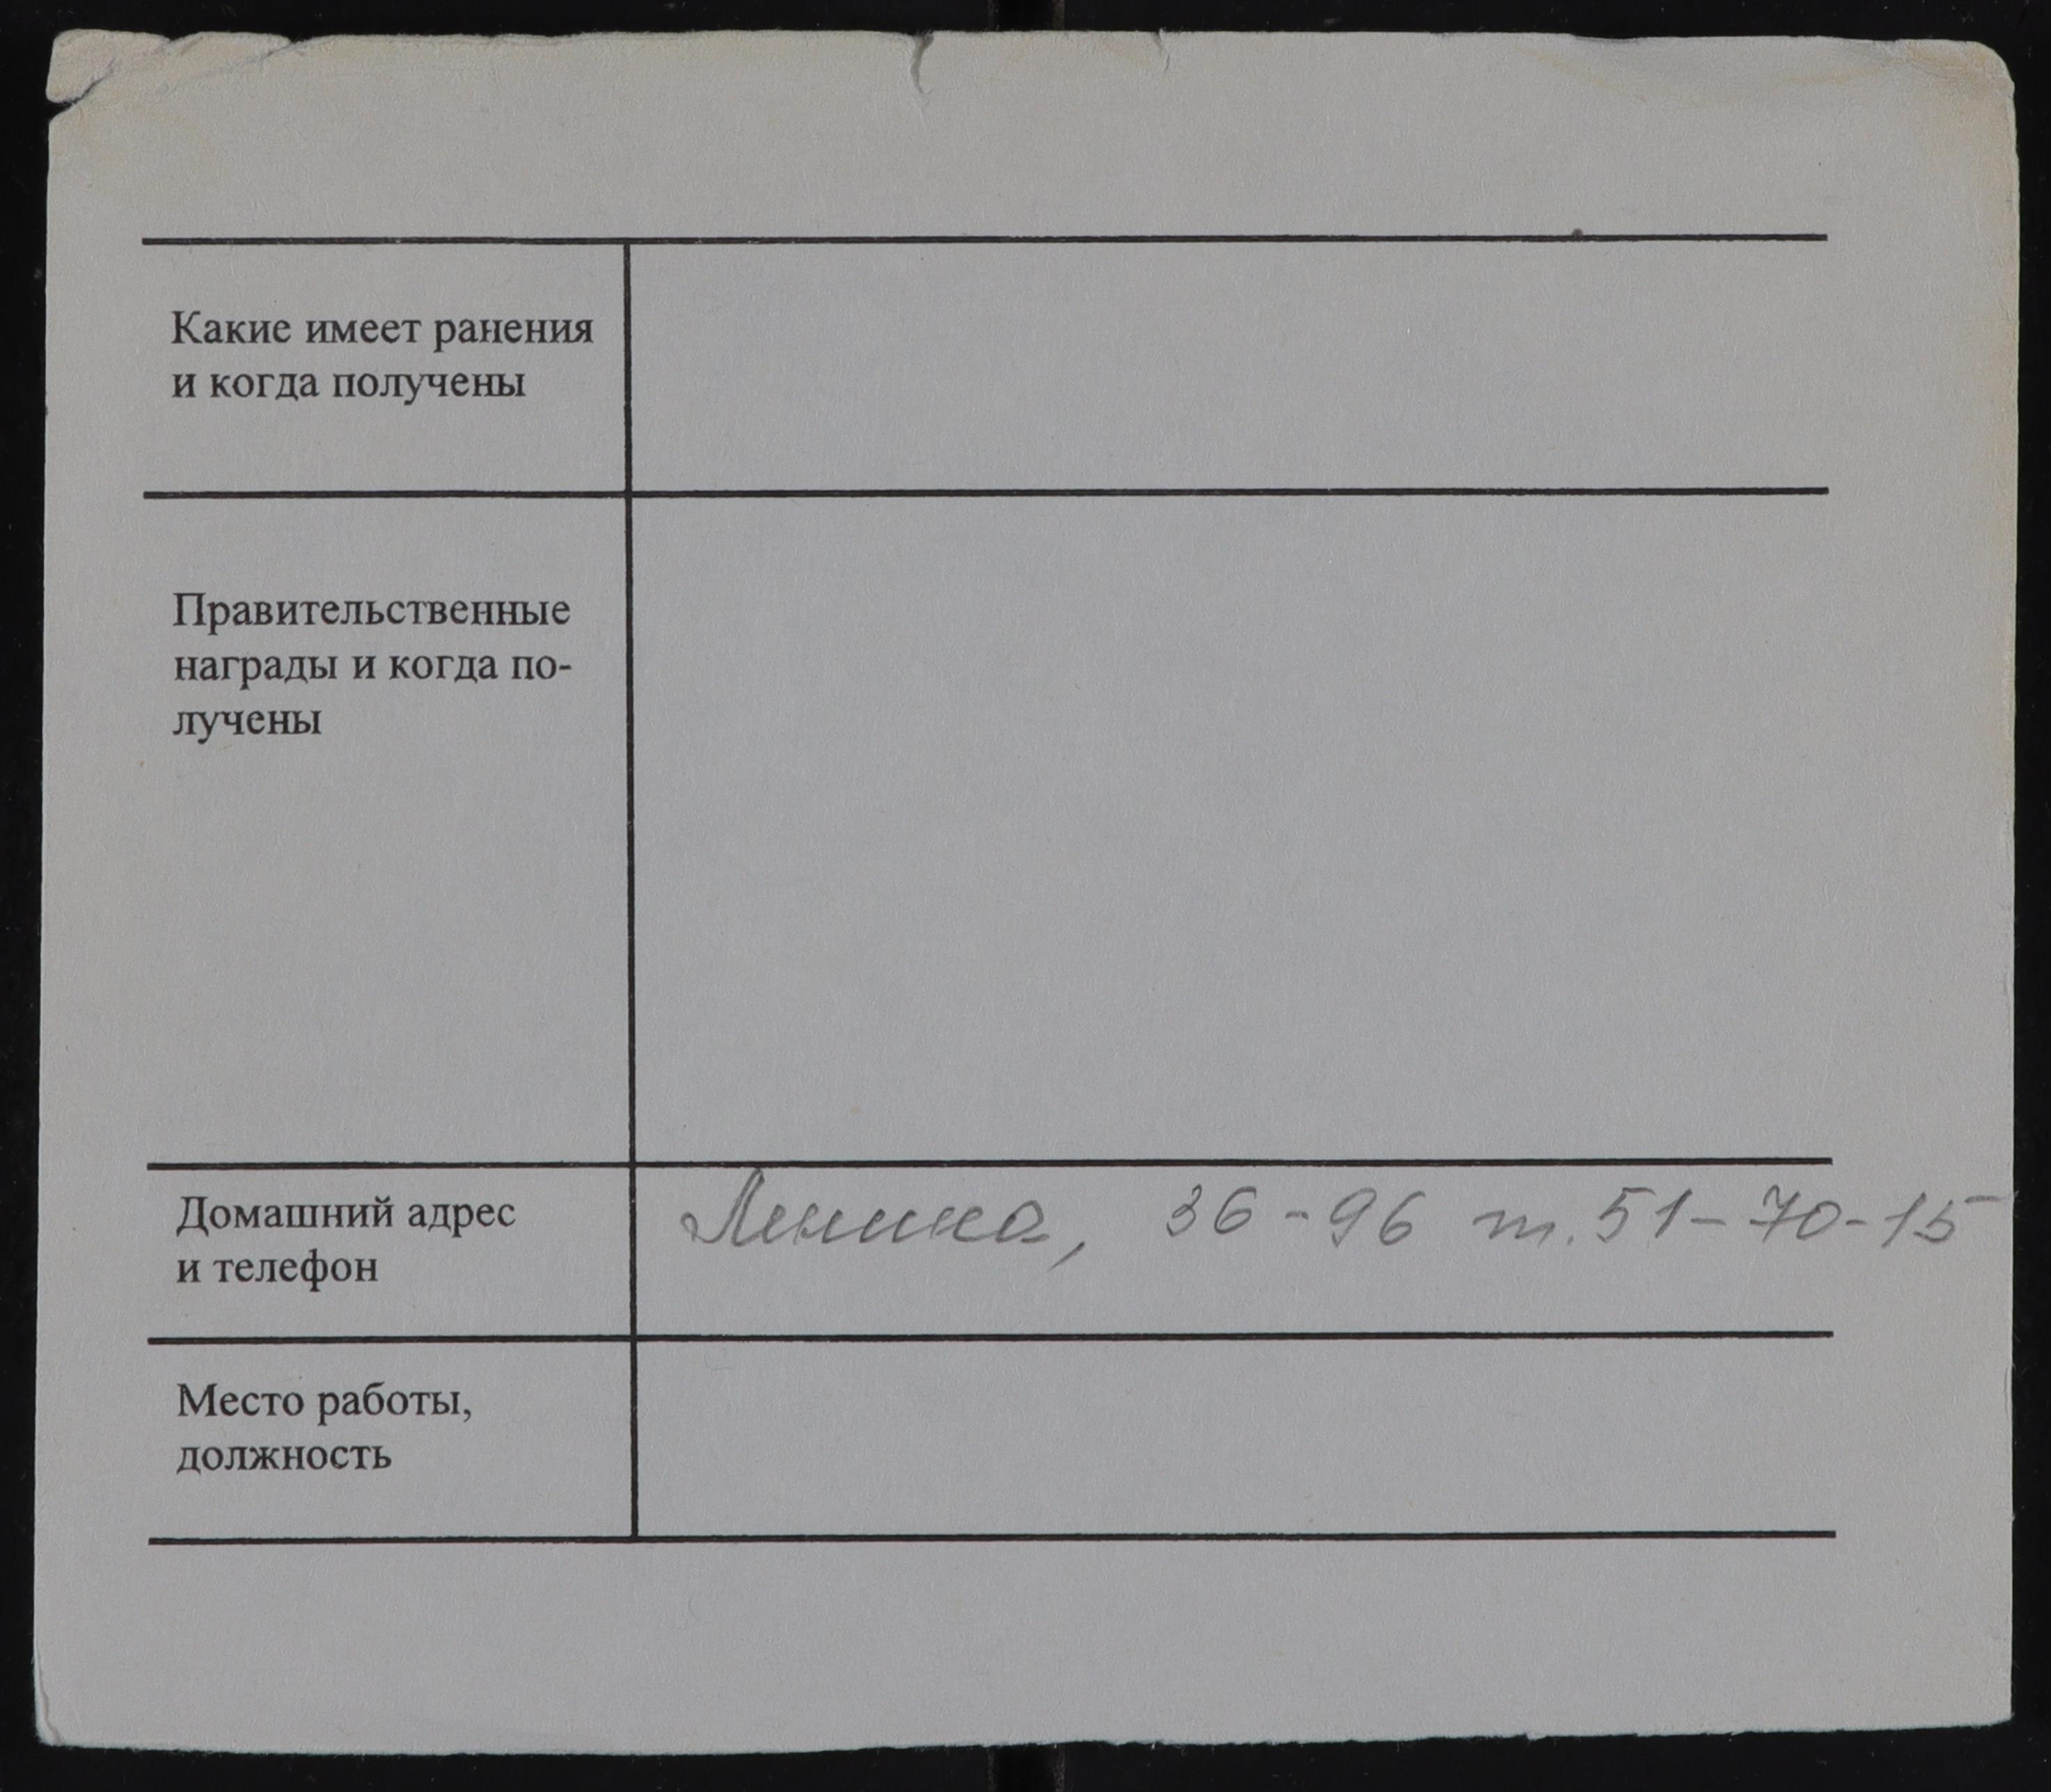 Какие имеет ранения
и когда получены
Правительственные
награды и когда по-
лучены
Домашний адрес
и телефон
Ленина, 36-96 т. 51-70-15
Место работы,
должность